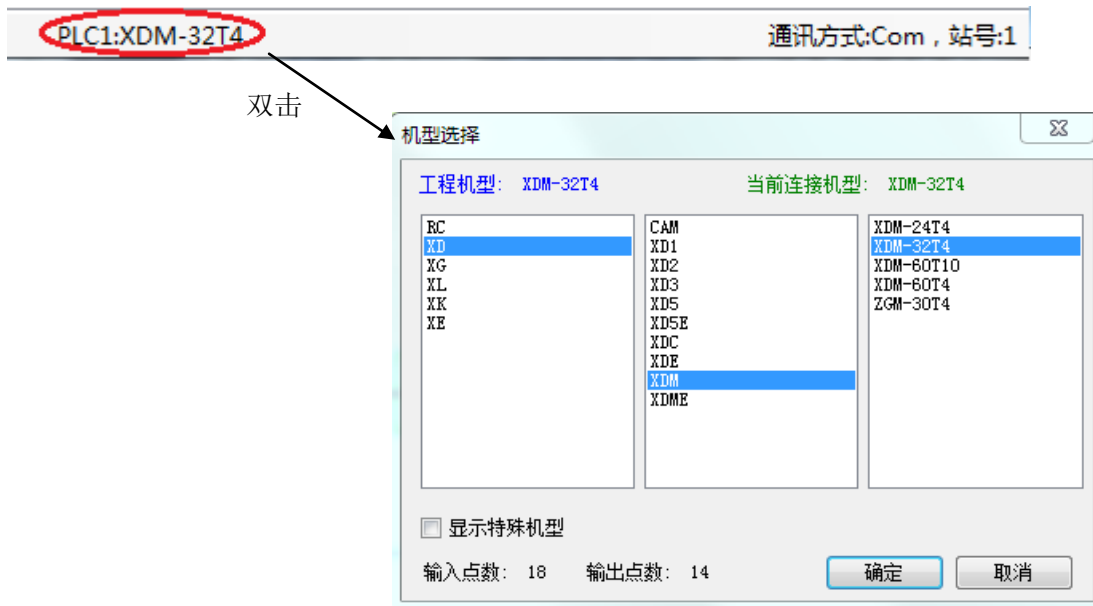 PLC1:XDM-32T4 通讯方式:Com，站号:1
双击
机型选择
工程机型: XDM-32T4 当前连接机型: XDM-32T4
RC
XD
XG
XL
XK
XE
CAM
XD1
XD2
XD3
XD5
XD5E
XDC
XDE
XDM
XDME
XDM-24T4
XDM-32T4
XDM-60T10
XDM-60T4
ZGM-30T4
显示特殊机型
输入点数: 18 输出点数: 14 确定 取消